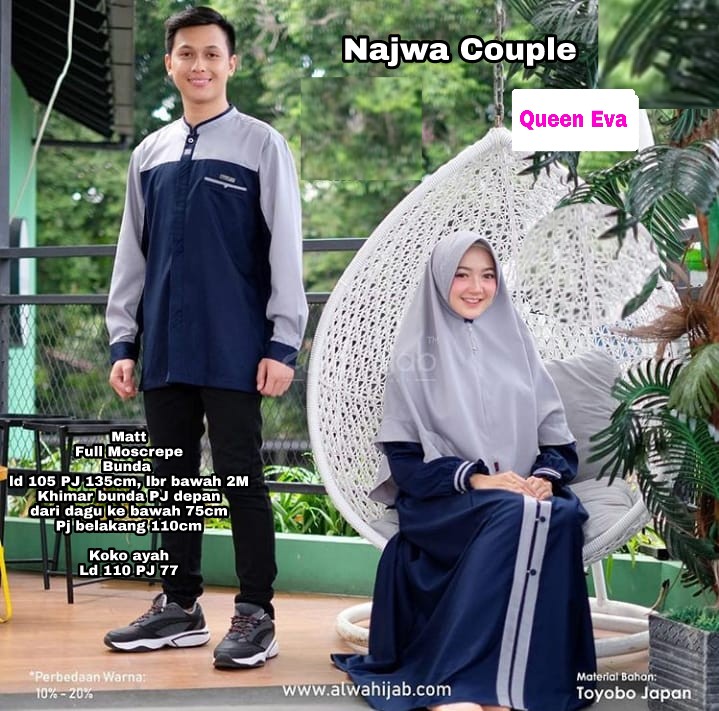 Najwa Couple
Queen Eva
Matt
Full Moscrepe
Bunda
ld 105 PJ 135cm, lbr bawah 2M
Khimar bunda PJ depan
dari dagu ke bawah 75cm
Pj belakang 110cm
Koko ayah
Ld 110 PJ 77
*Perbedaan Warna:
10% - 20%
www.alwahijab.com
Material Bahan:
Toyobo Japan